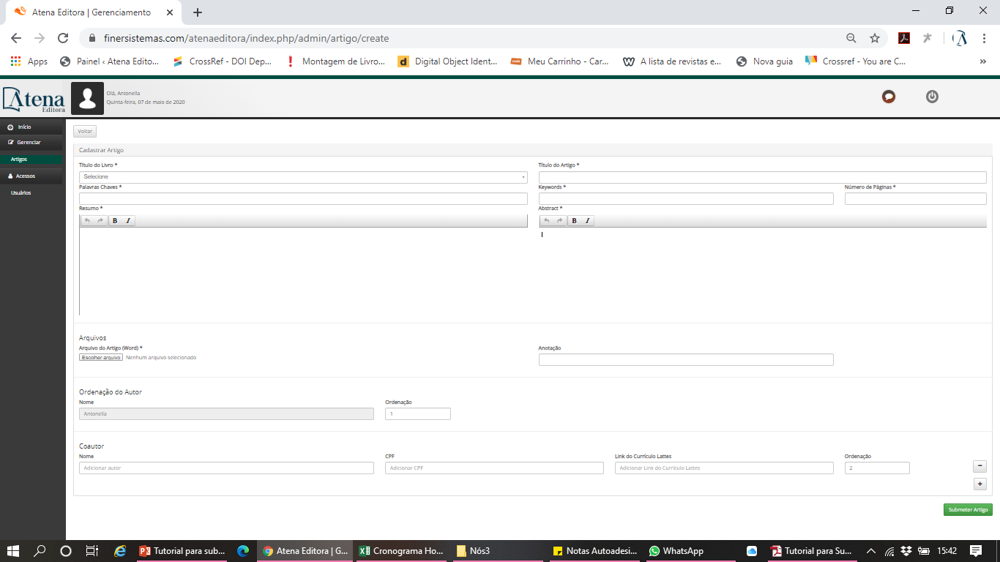 Atena Editora | Gerenciamento
finersistemas.com/atenaeditora/index.php/admin/artigo/create
Apps Painel ‹ Atena Edito... CrossRef - DOI Dep... Montagem de Livro... Digital Object Ident... Meu Carrinho - Car... A lista de revistas e... Nova guia Crossref - You are C... »
Atena Editora
Olá, Antonella
Quinta-feira, 07 de maio de 2020
Início
Gerenciar
Artigos
Acessos
Usuários
Voltar
Cadastrar Artigo
Título do Livro * Título do Artigo *
Selecione
Palavras Chaves * Keywords * Número de Páginas *
Resumo * Abstract *
B I B I
Arquivos
Arquivo do Artigo (Word) * Anotação
Escolher arquivo Nenhum arquivo selecionado
Ordenação do Autor
Nome Ordenação
Antonella 1
Coautor
Nome CPF Link do Currículo Lattes Ordenação
Adicionar autor Adicionar CPF Adicionar Link do Currículo Lattes 2
Submeter Artigo
Tutorial para sub... Atena Editora | G... Cronograma Ho... Nós3 Notas Autoadesi... WhatsApp Tutorial para Su... 15:42